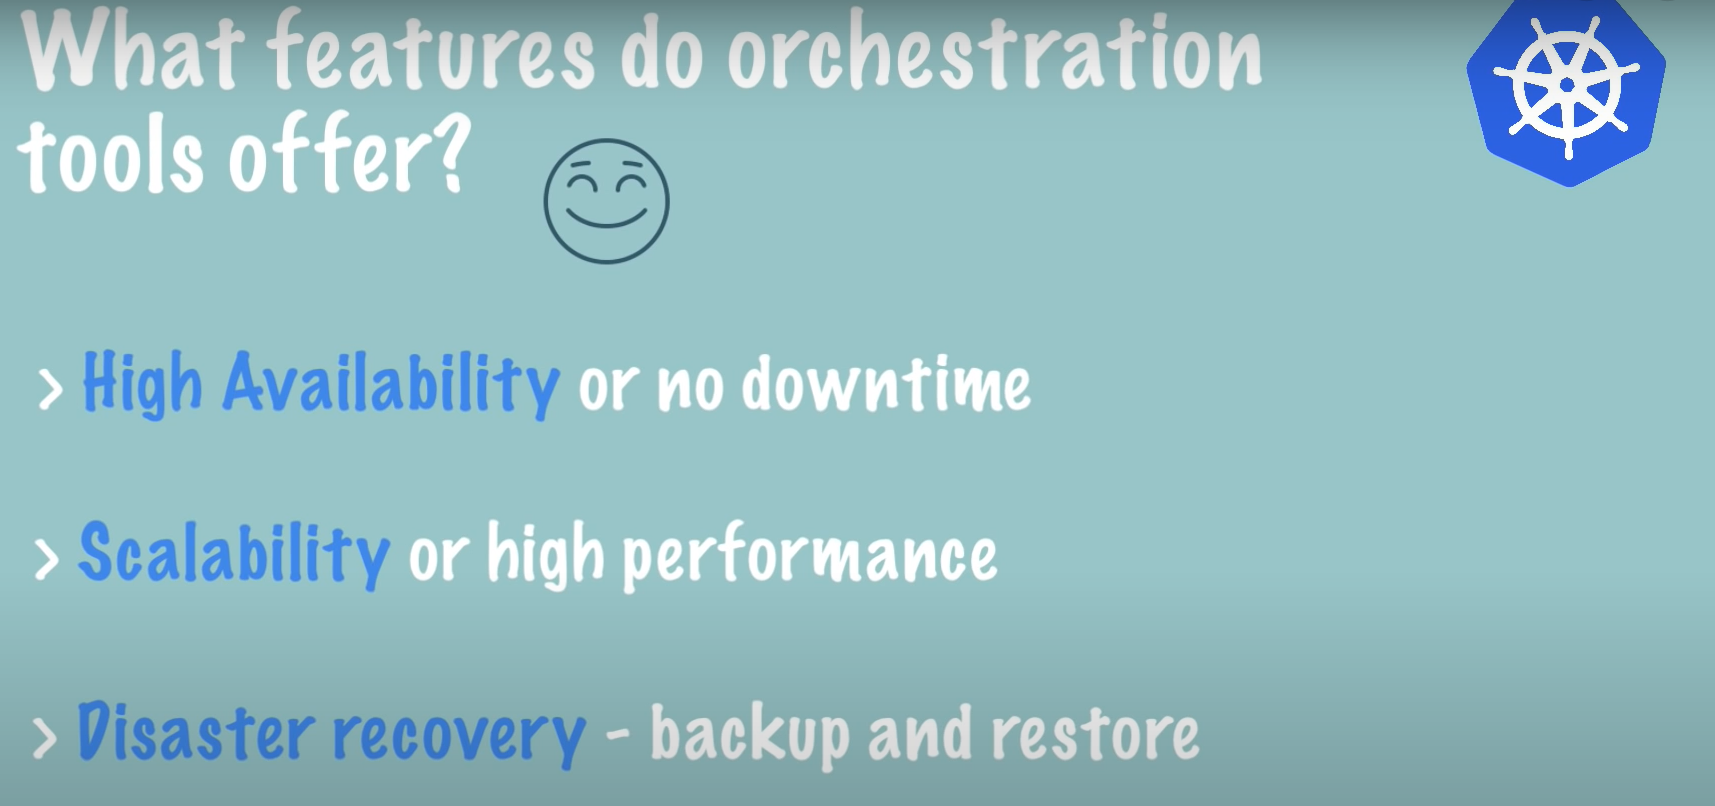 What features do orchestration
tools offer?
> High Availability or no downtime
> Scalability or high performance
> Disaster recovery - backup and restore